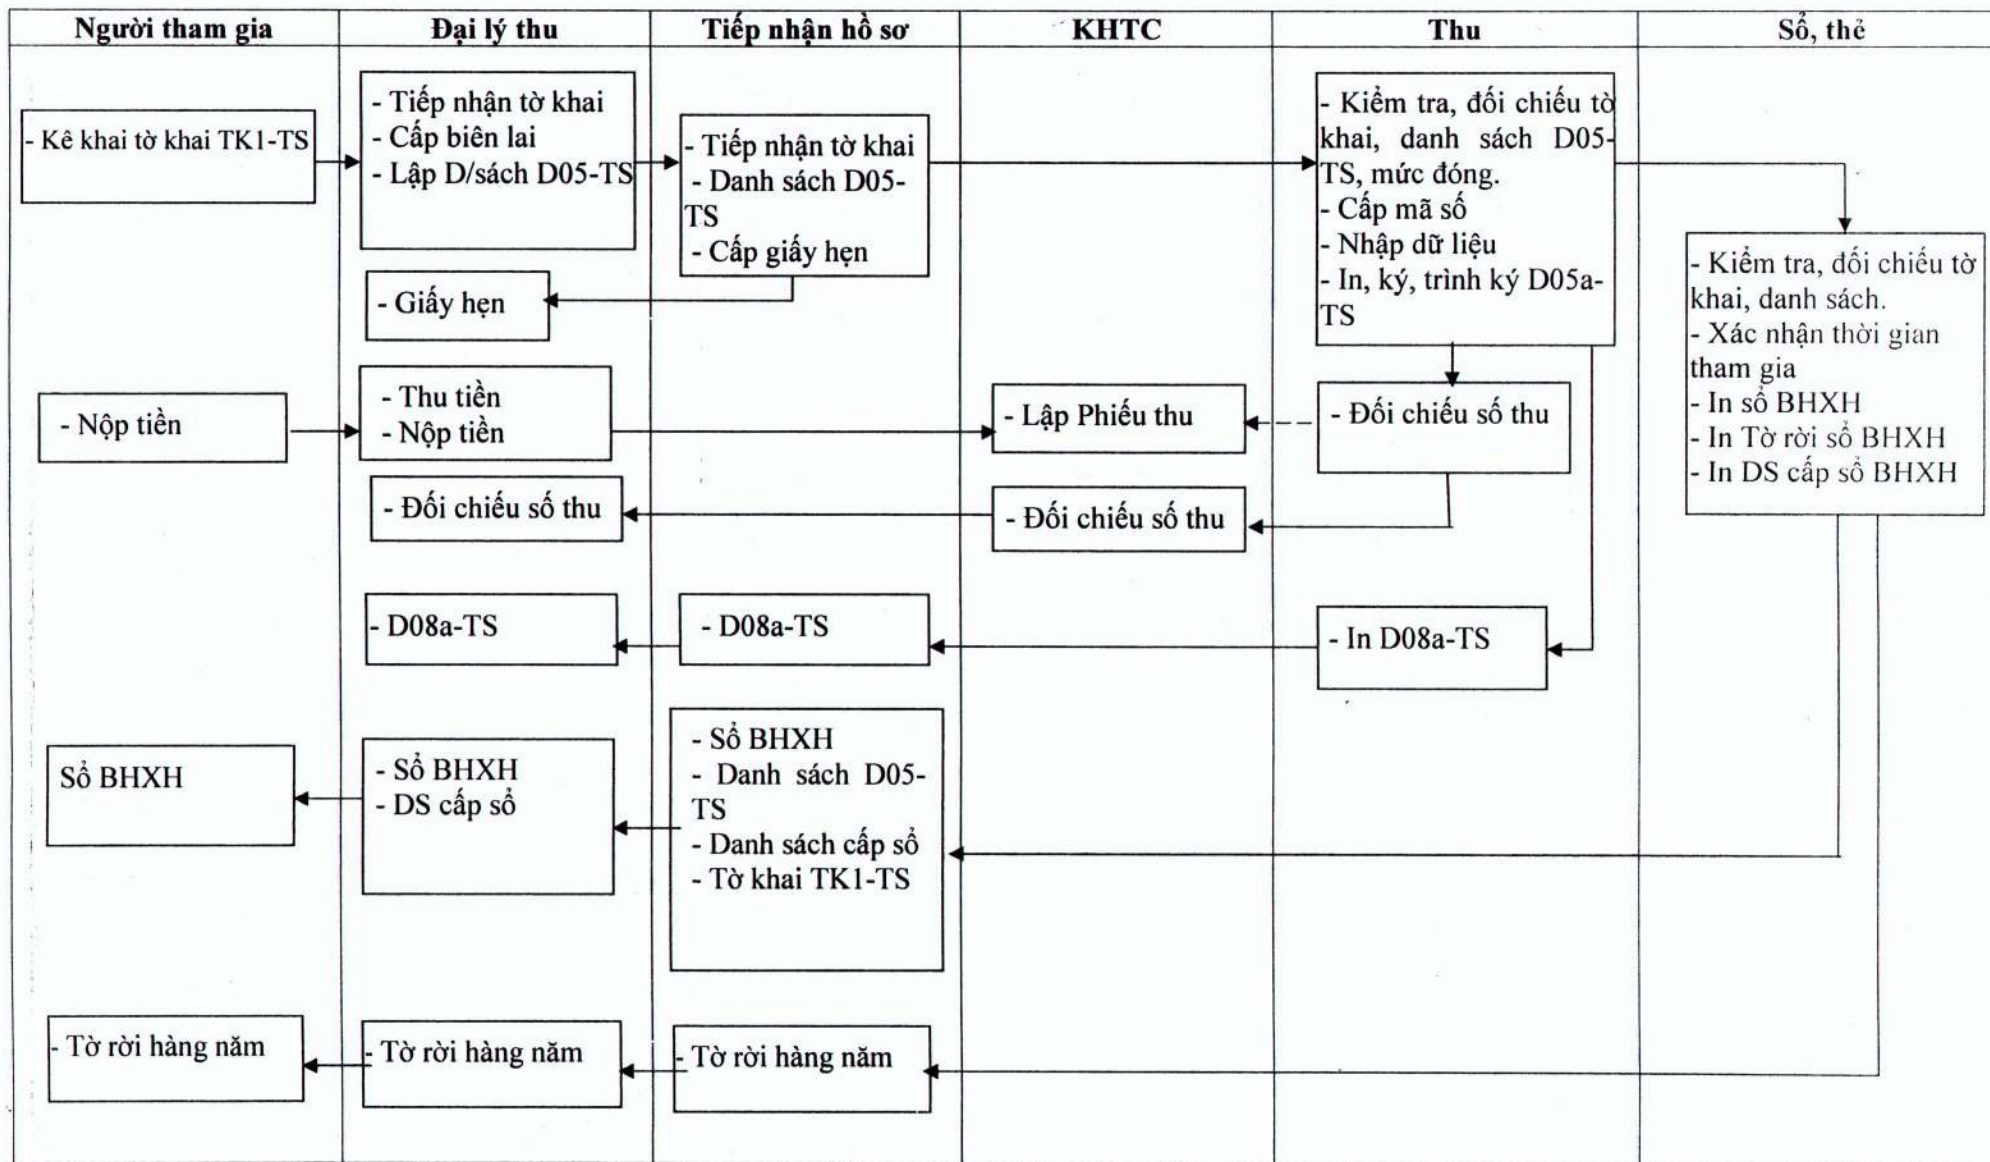 Người tham gia
Đại lý thu
Tiếp nhận hồ sơ
KHTC
Thu
Sổ, thẻ
- Kê khai tờ khai TK1-TS
- Tiếp nhận tờ khai
- Cấp biên lai
- Lập D/sách D05-TS
- Tiếp nhận tờ khai
- Danh sách D05-
TS
- Cấp giấy hẹn
- Kiểm tra, đối chiếu tờ
khai, danh sách D05-
TS, mức đóng.
- Cấp mã số
- Nhập dữ liệu
- In, ký, trình ký D05a-
TS
- Kiểm tra, đối chiếu tờ
khai, danh sách.
- Xác nhận thời gian
tham gia
- In sổ BHXH
- In Tờ rời sổ BHXH
- In DS cấp sổ BHXH
- Giấy hẹn
- Nộp tiền
- Thu tiền
- Nộp tiền
- Lập Phiếu thu
- Đối chiếu số thu
- Đối chiếu số thu
- Đối chiếu số thu
- D08a-TS
- D08a-TS
- In D08a-TS
Sổ BHXH
- Sổ BHXH
- DS cấp sổ
- Sổ BHXH
- Danh sách D05-
TS
- Danh sách cấp sổ
- Tờ khai TK1-TS
- Tờ rời hàng năm
- Tờ rời hàng năm
- Tờ rời hàng năm